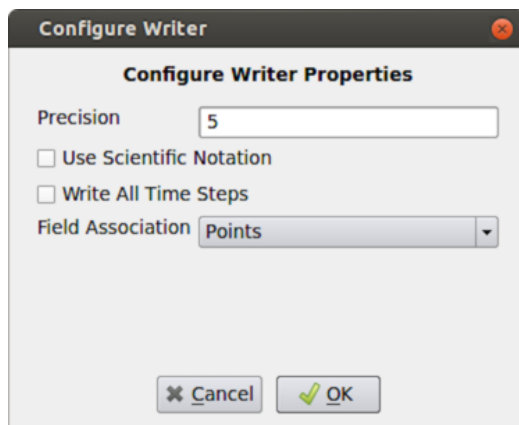 Configure Writer
Configure Writer Properties
Precision 5
Use Scientific Notation
Write All Time Steps
Field Association Points
Cancel OK